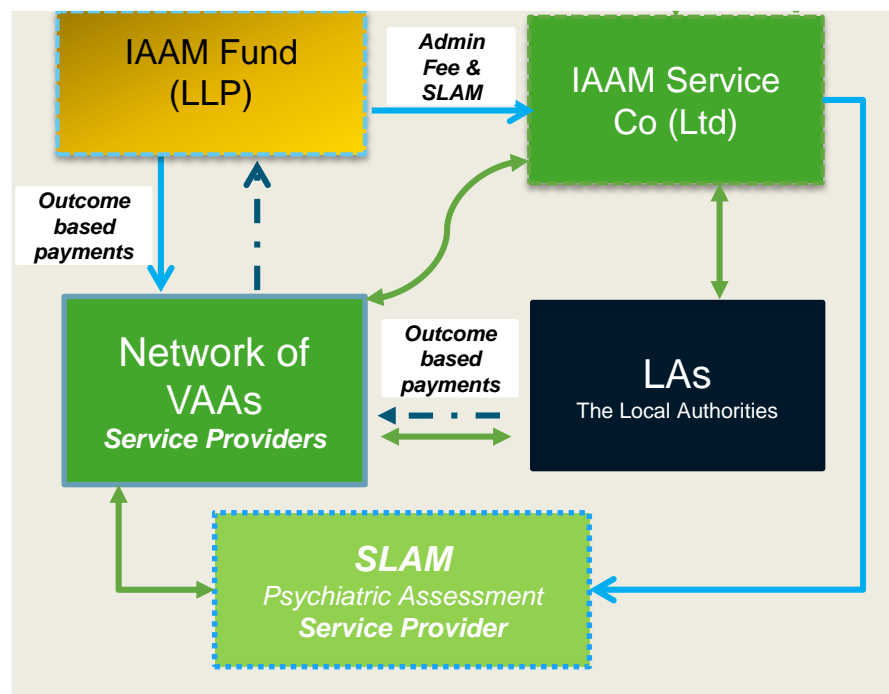 IAAM Fund
(LLP)
Admin
Fee &
SLAM
IAAM Service
Co (Ltd)
Outcome
based
payments
Network of
VAAs
Service Providers
Outcome
based
payments
LAs
The Local Authorities
SLAM
Psychiatric Assessment
Service Provider